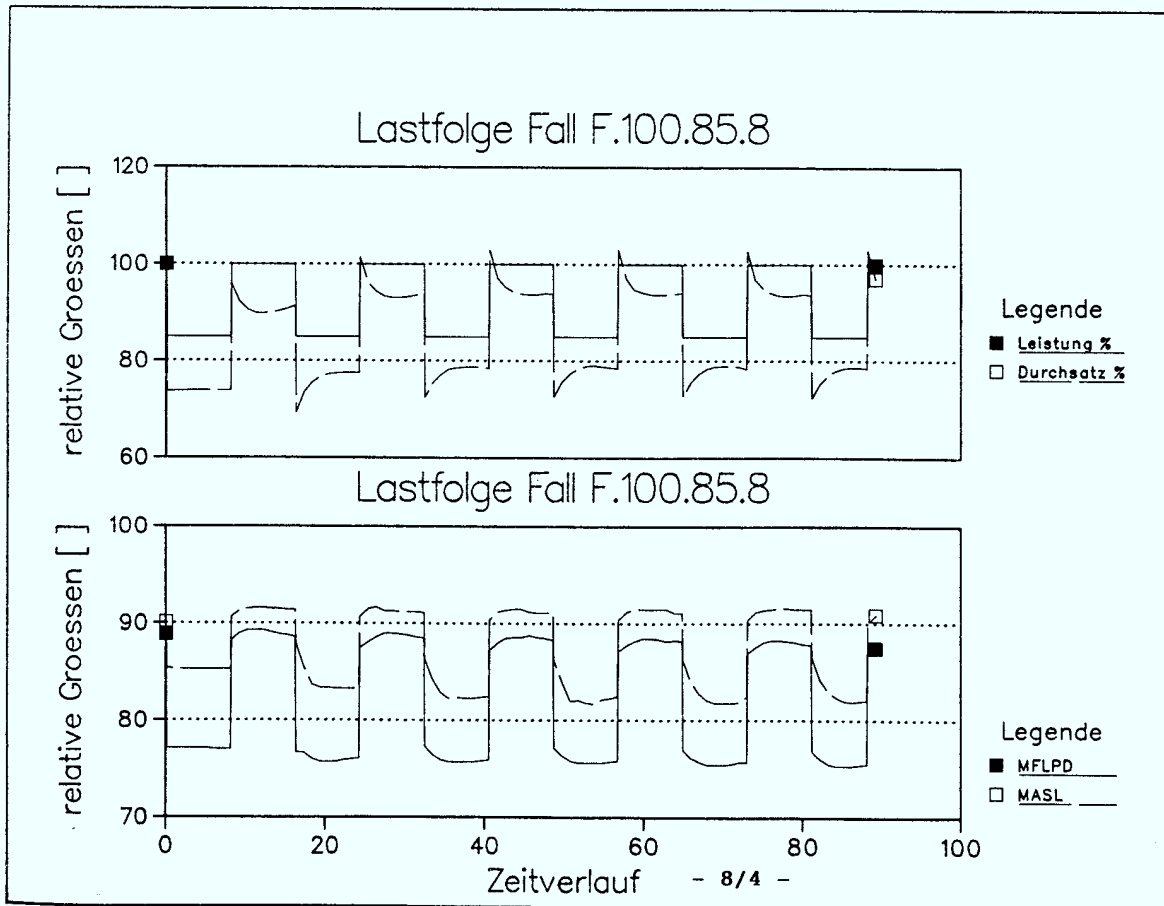 Lastfolge Fall F.100.85.8
relative Groessen [ ]
120
100
80
60
Legende
Leistung %
Durchsatz %
Lastfolge Fall F.100.85.8
relative Groessen [ ]
100
90
80
70
0
20
40
60
80
100
Legende
MFLPD
MASL
Zeitverlauf
- 8/4 -